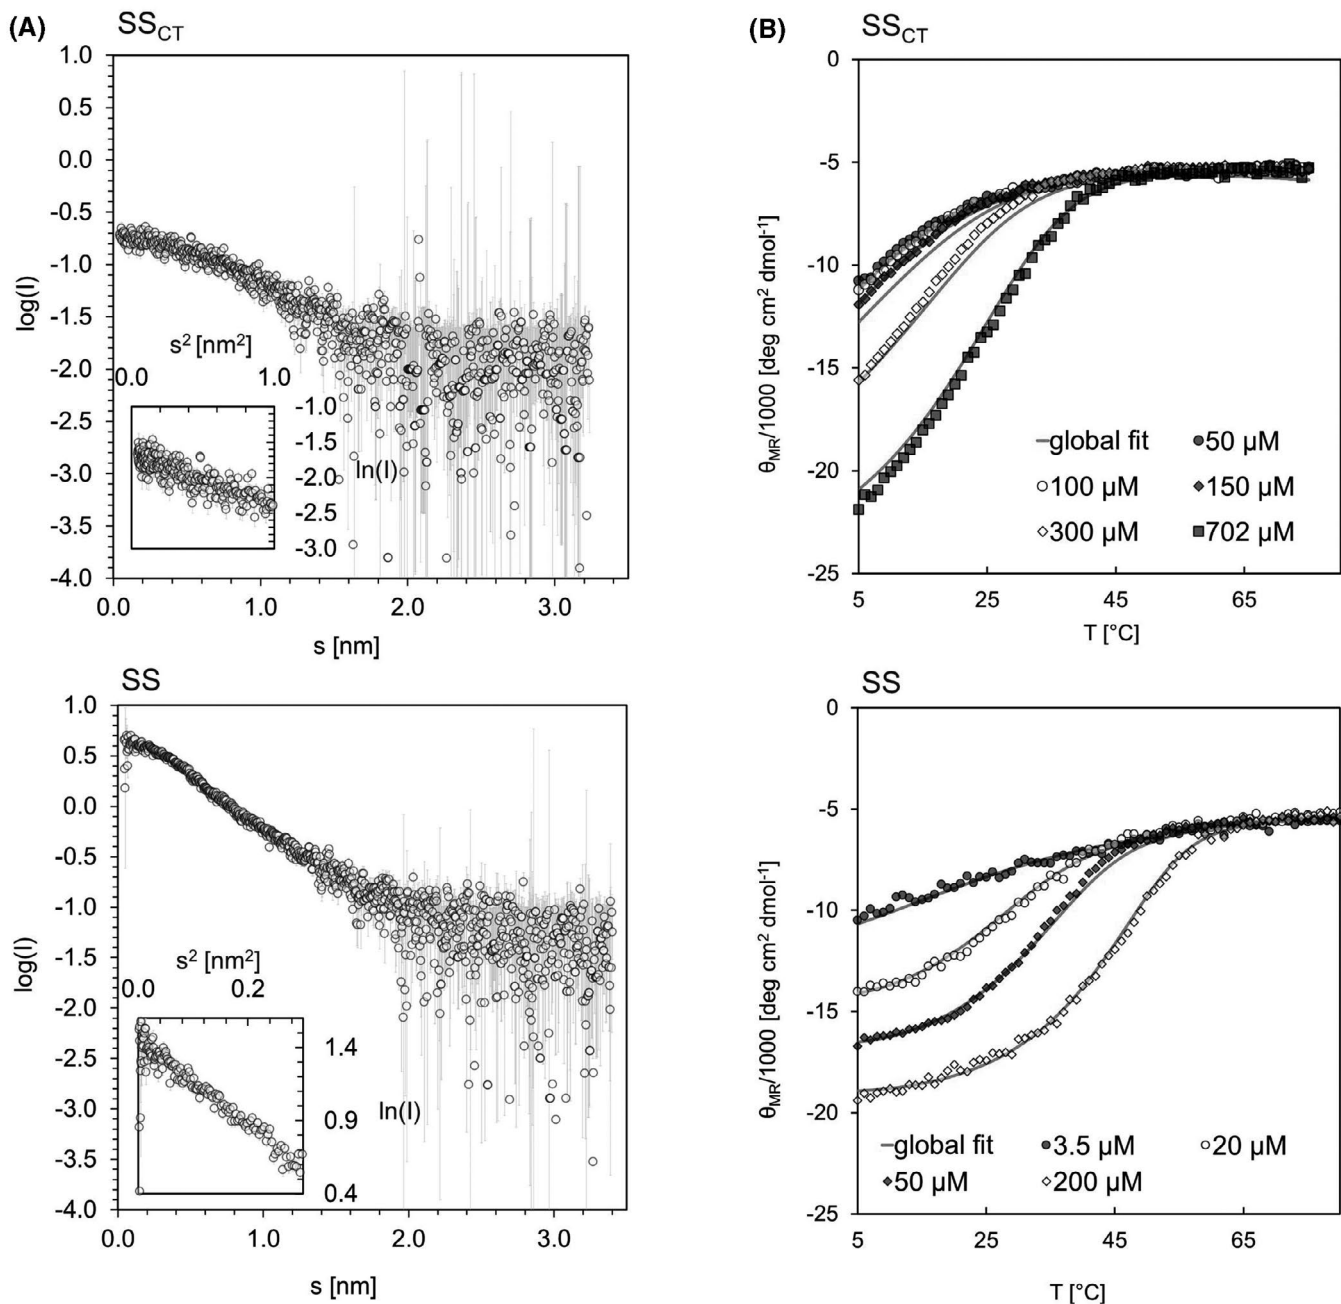 (A)
SS_CT
1.0
0.5
0.0
-0.5
-1.0
-1.5
-2.0
-2.5
-3.0
-3.5
-4.0
log(I)
s² [nm²]
0.0 1.0
-1.0
-1.5
-2.0
-2.5
-3.0
ln(I)
0.0 1.0 2.0 3.0
s [nm]
(B)
SS_CT
0
-5
-10
-15
-20
-25
θ_MR/1000 [deg cm² dmol⁻¹]
global fit 50 µM
100 µM 150 µM
300 µM 702 µM
5 25 45 65
T [°C]
SS
1.0
0.5
0.0
-0.5
-1.0
-1.5
-2.0
-2.5
-3.0
-3.5
-4.0
log(I)
s² [nm²]
0.0 0.2
1.4
0.9
0.4
ln(I)
0.0 1.0 2.0 3.0
s [nm]
SS
0
-5
-10
-15
-20
-25
θ_MR/1000 [deg cm² dmol⁻¹]
global fit 3.5 µM 20 µM
50 µM 200 µM
5 25 45 65
T [°C]